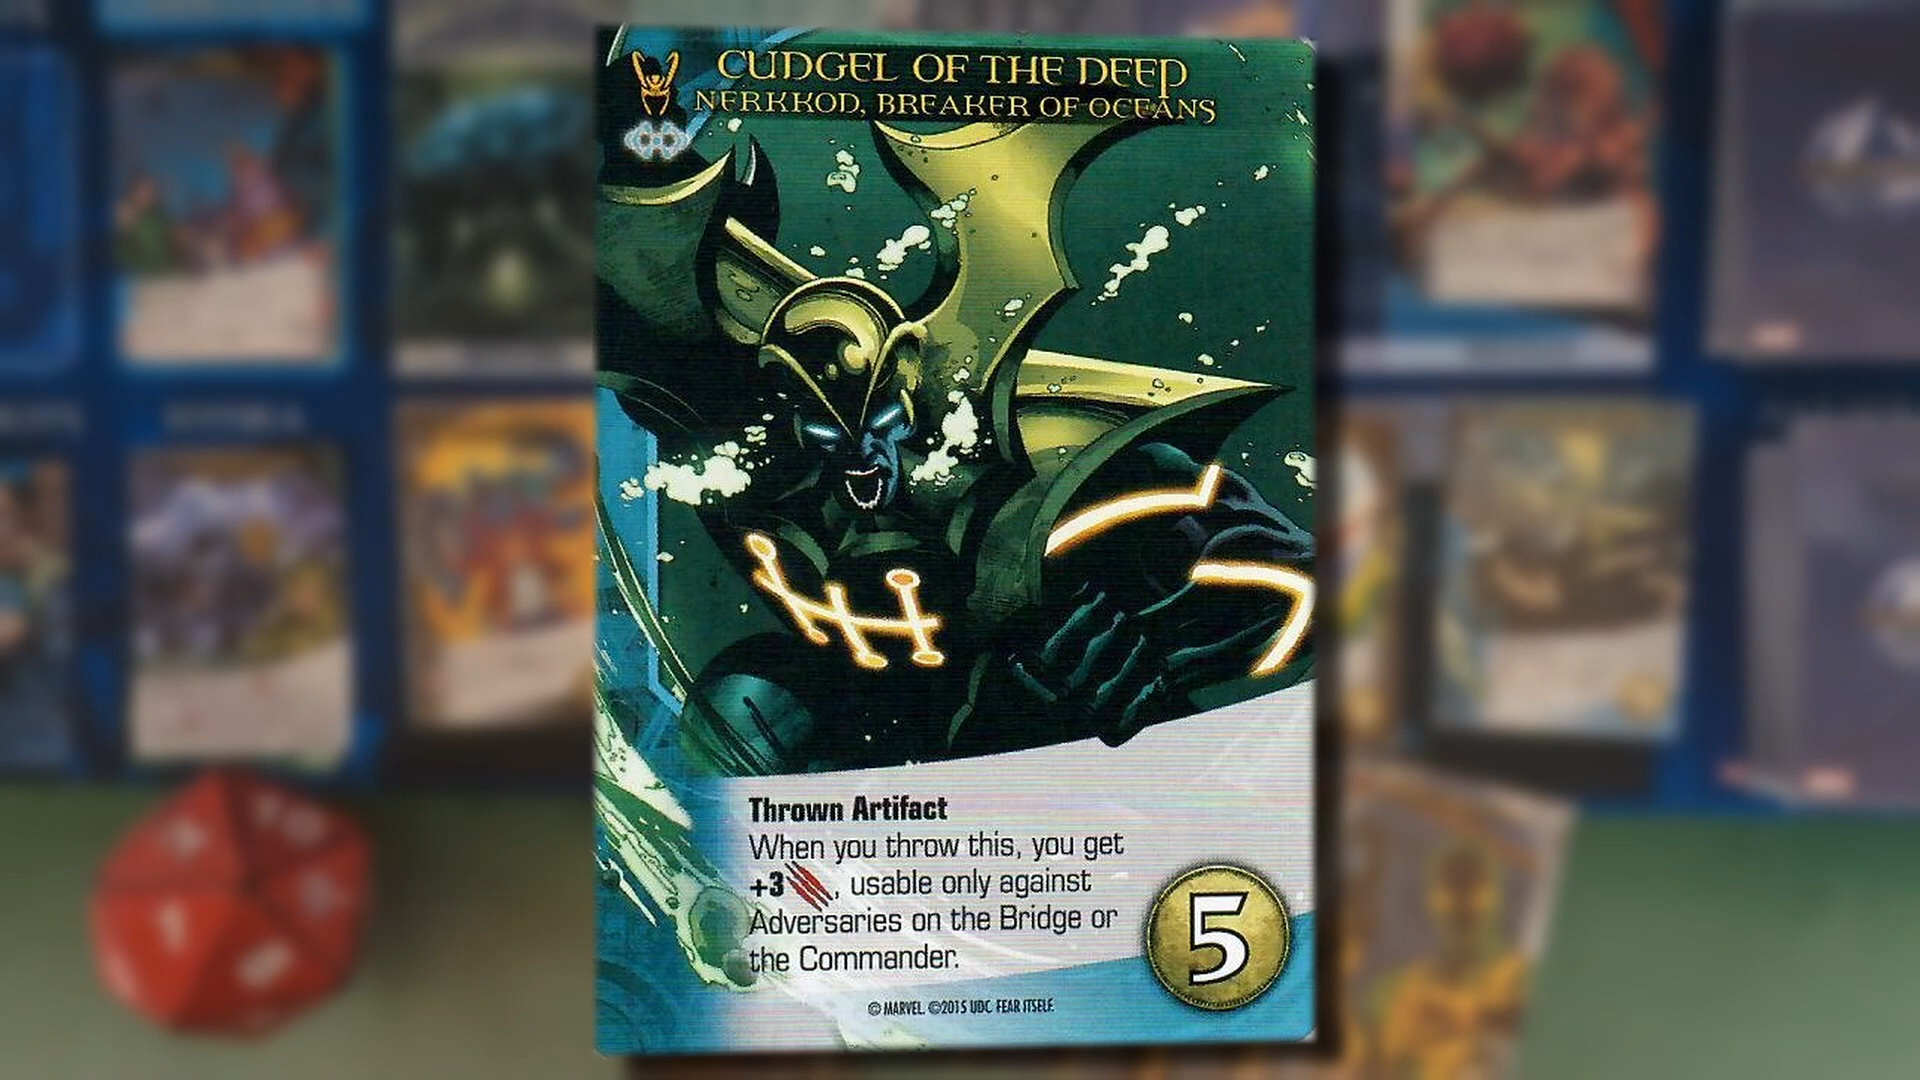 CUDGEL OF THE DEEP
NERKKOD, BREAKER OF OCEANS
Thrown Artifact
When you throw this, you get
+3, usable only against
Adversaries on the Bridge or
the Commander.
5
© MARVEL. ©2015 UDC. FEAR ITSELF.